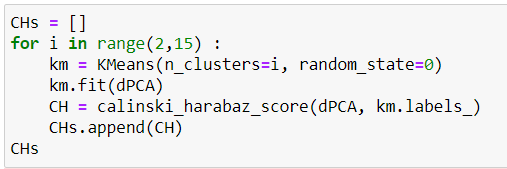 CHs = []
for i in range(2,15) :
    km = KMeans(n_clusters=i, random_state=0)
    km.fit(dPCA)
    CH = calinski_harabaz_score(dPCA, km.labels_)
    CHs.append(CH)
CHs